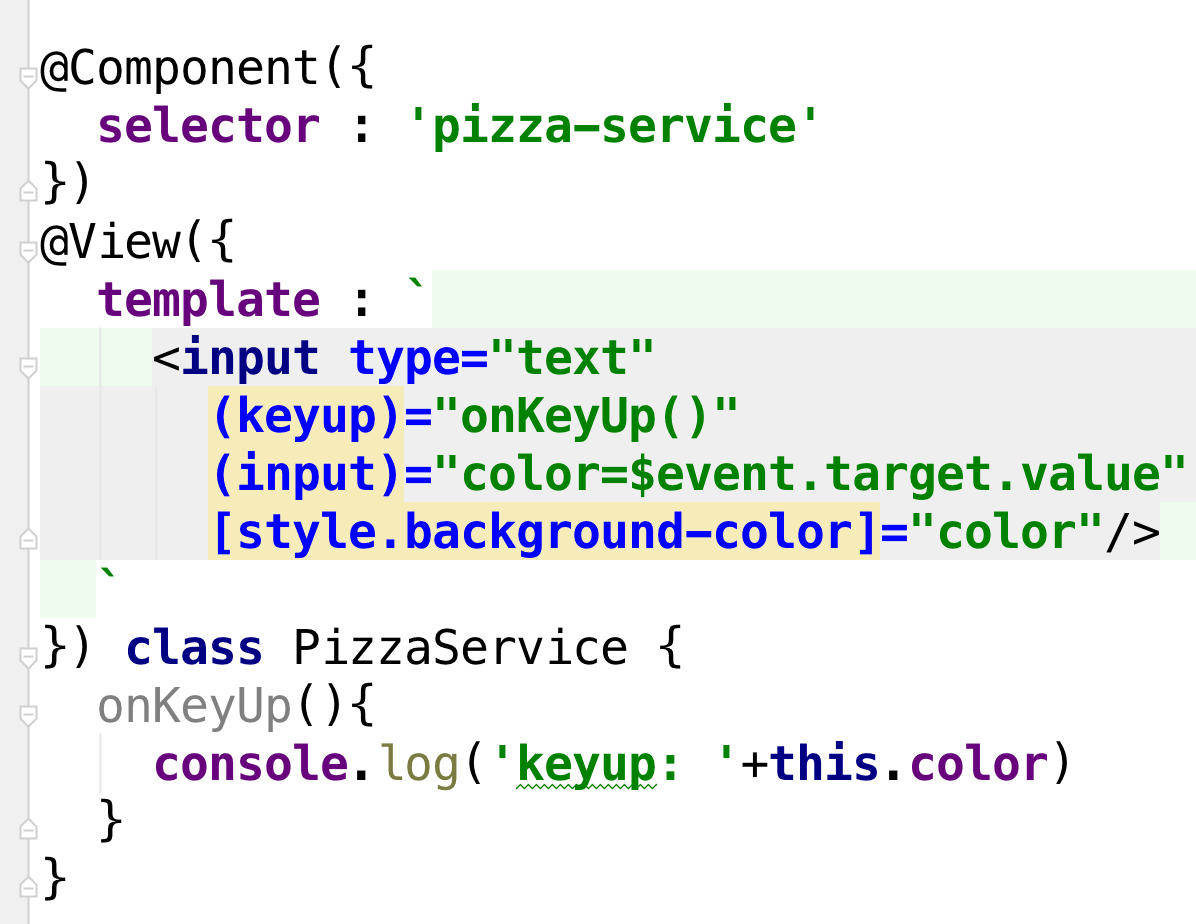 @Component({
  selector : 'pizza-service'
})
@View({
  template : `
    <input type="text"
      (keyup)="onKeyUp()"
      (input)="color=$event.target.value"
      [style.background-color]="color"/>
  `
}) class PizzaService {
  onKeyUp(){
    console.log('keyup: '+this.color)
  }
}